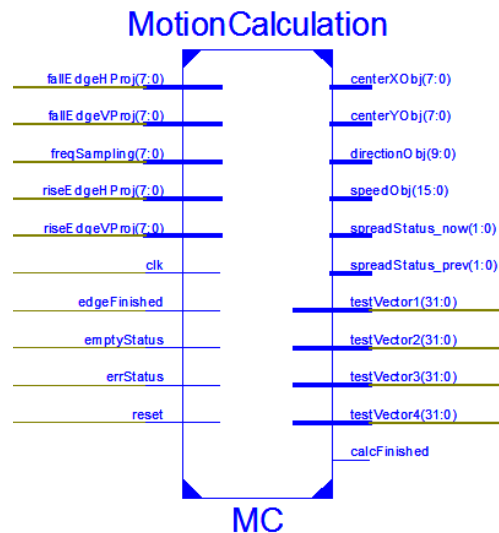 MotionCalculation
fallEdgeHProj(7:0)
fallEdgeVProj(7:0)
freqSampling(7:0)
riseEdgeHProj(7:0)
riseEdgeVProj(7:0)
clk
edgeFinished
emptyStatus
errStatus
reset
centerXObj(7:0)
centerYObj(7:0)
directionObj(9:0)
speedObj(15:0)
spreadStatus_now(1:0)
spreadStatus_prev(1:0)
testVector1(31:0)
testVector2(31:0)
testVector3(31:0)
testVector4(31:0)
calcFinished
MC